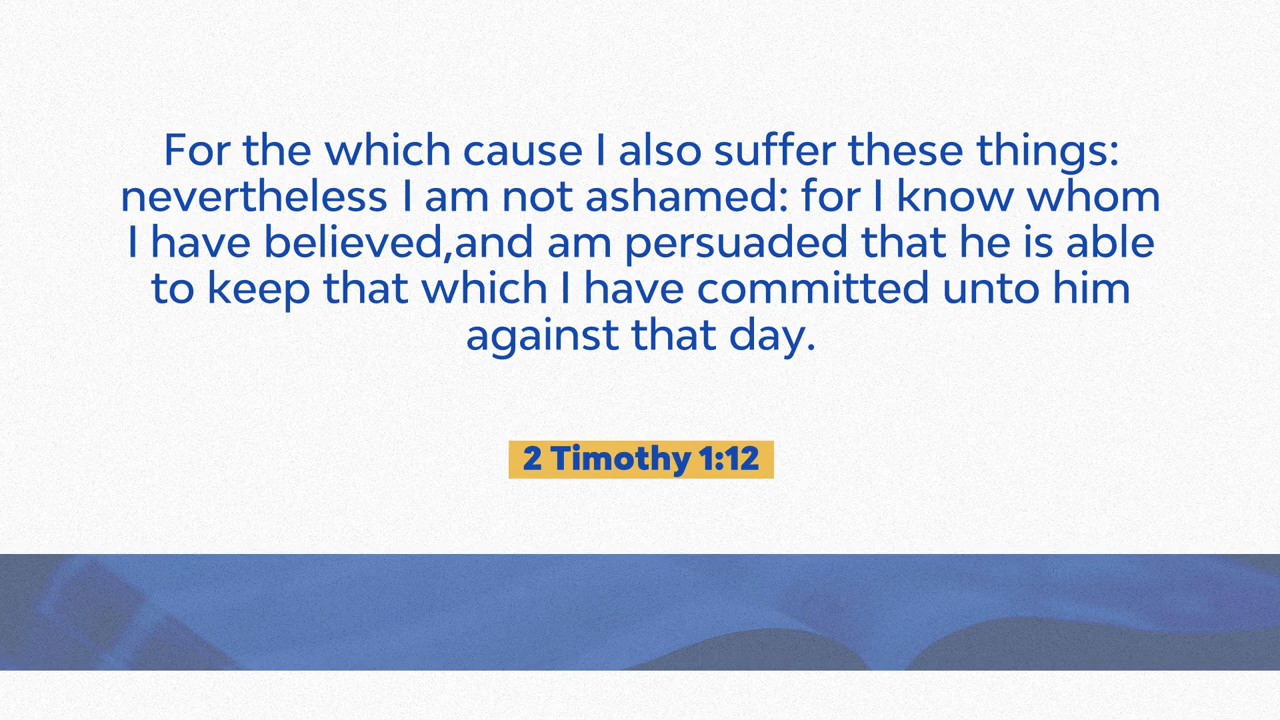 For the which cause I also suffer these things:
nevertheless I am not ashamed: for I know whom
I have believed,and am persuaded that he is able
to keep that which I have committed unto him
against that day.
2 Timothy 1:12